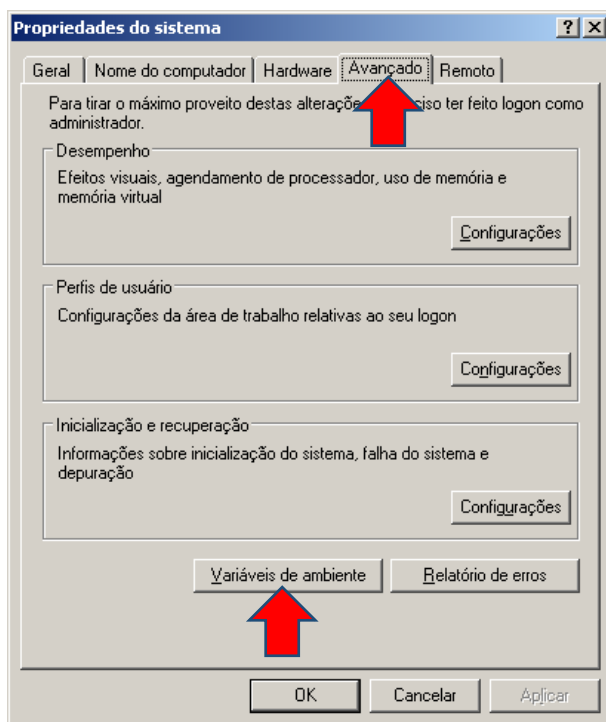 Propriedades do sistema
Geral Nome do computador Hardware Avançado Remoto
Para tirar o máximo proveito destas alterações ciso ter feito logon como
administrador.
Desempenho
Efeitos visuais, agendamento de processador, uso de memória e
memória virtual
Configurações
Perfis de usuário
Configurações da área de trabalho relativas ao seu logon
Configurações
Inicialização e recuperação
Informações sobre inicialização do sistema, falha do sistema e
depuração
Configurações
Variáveis de ambiente Relatório de erros
OK Cancelar Aplicar